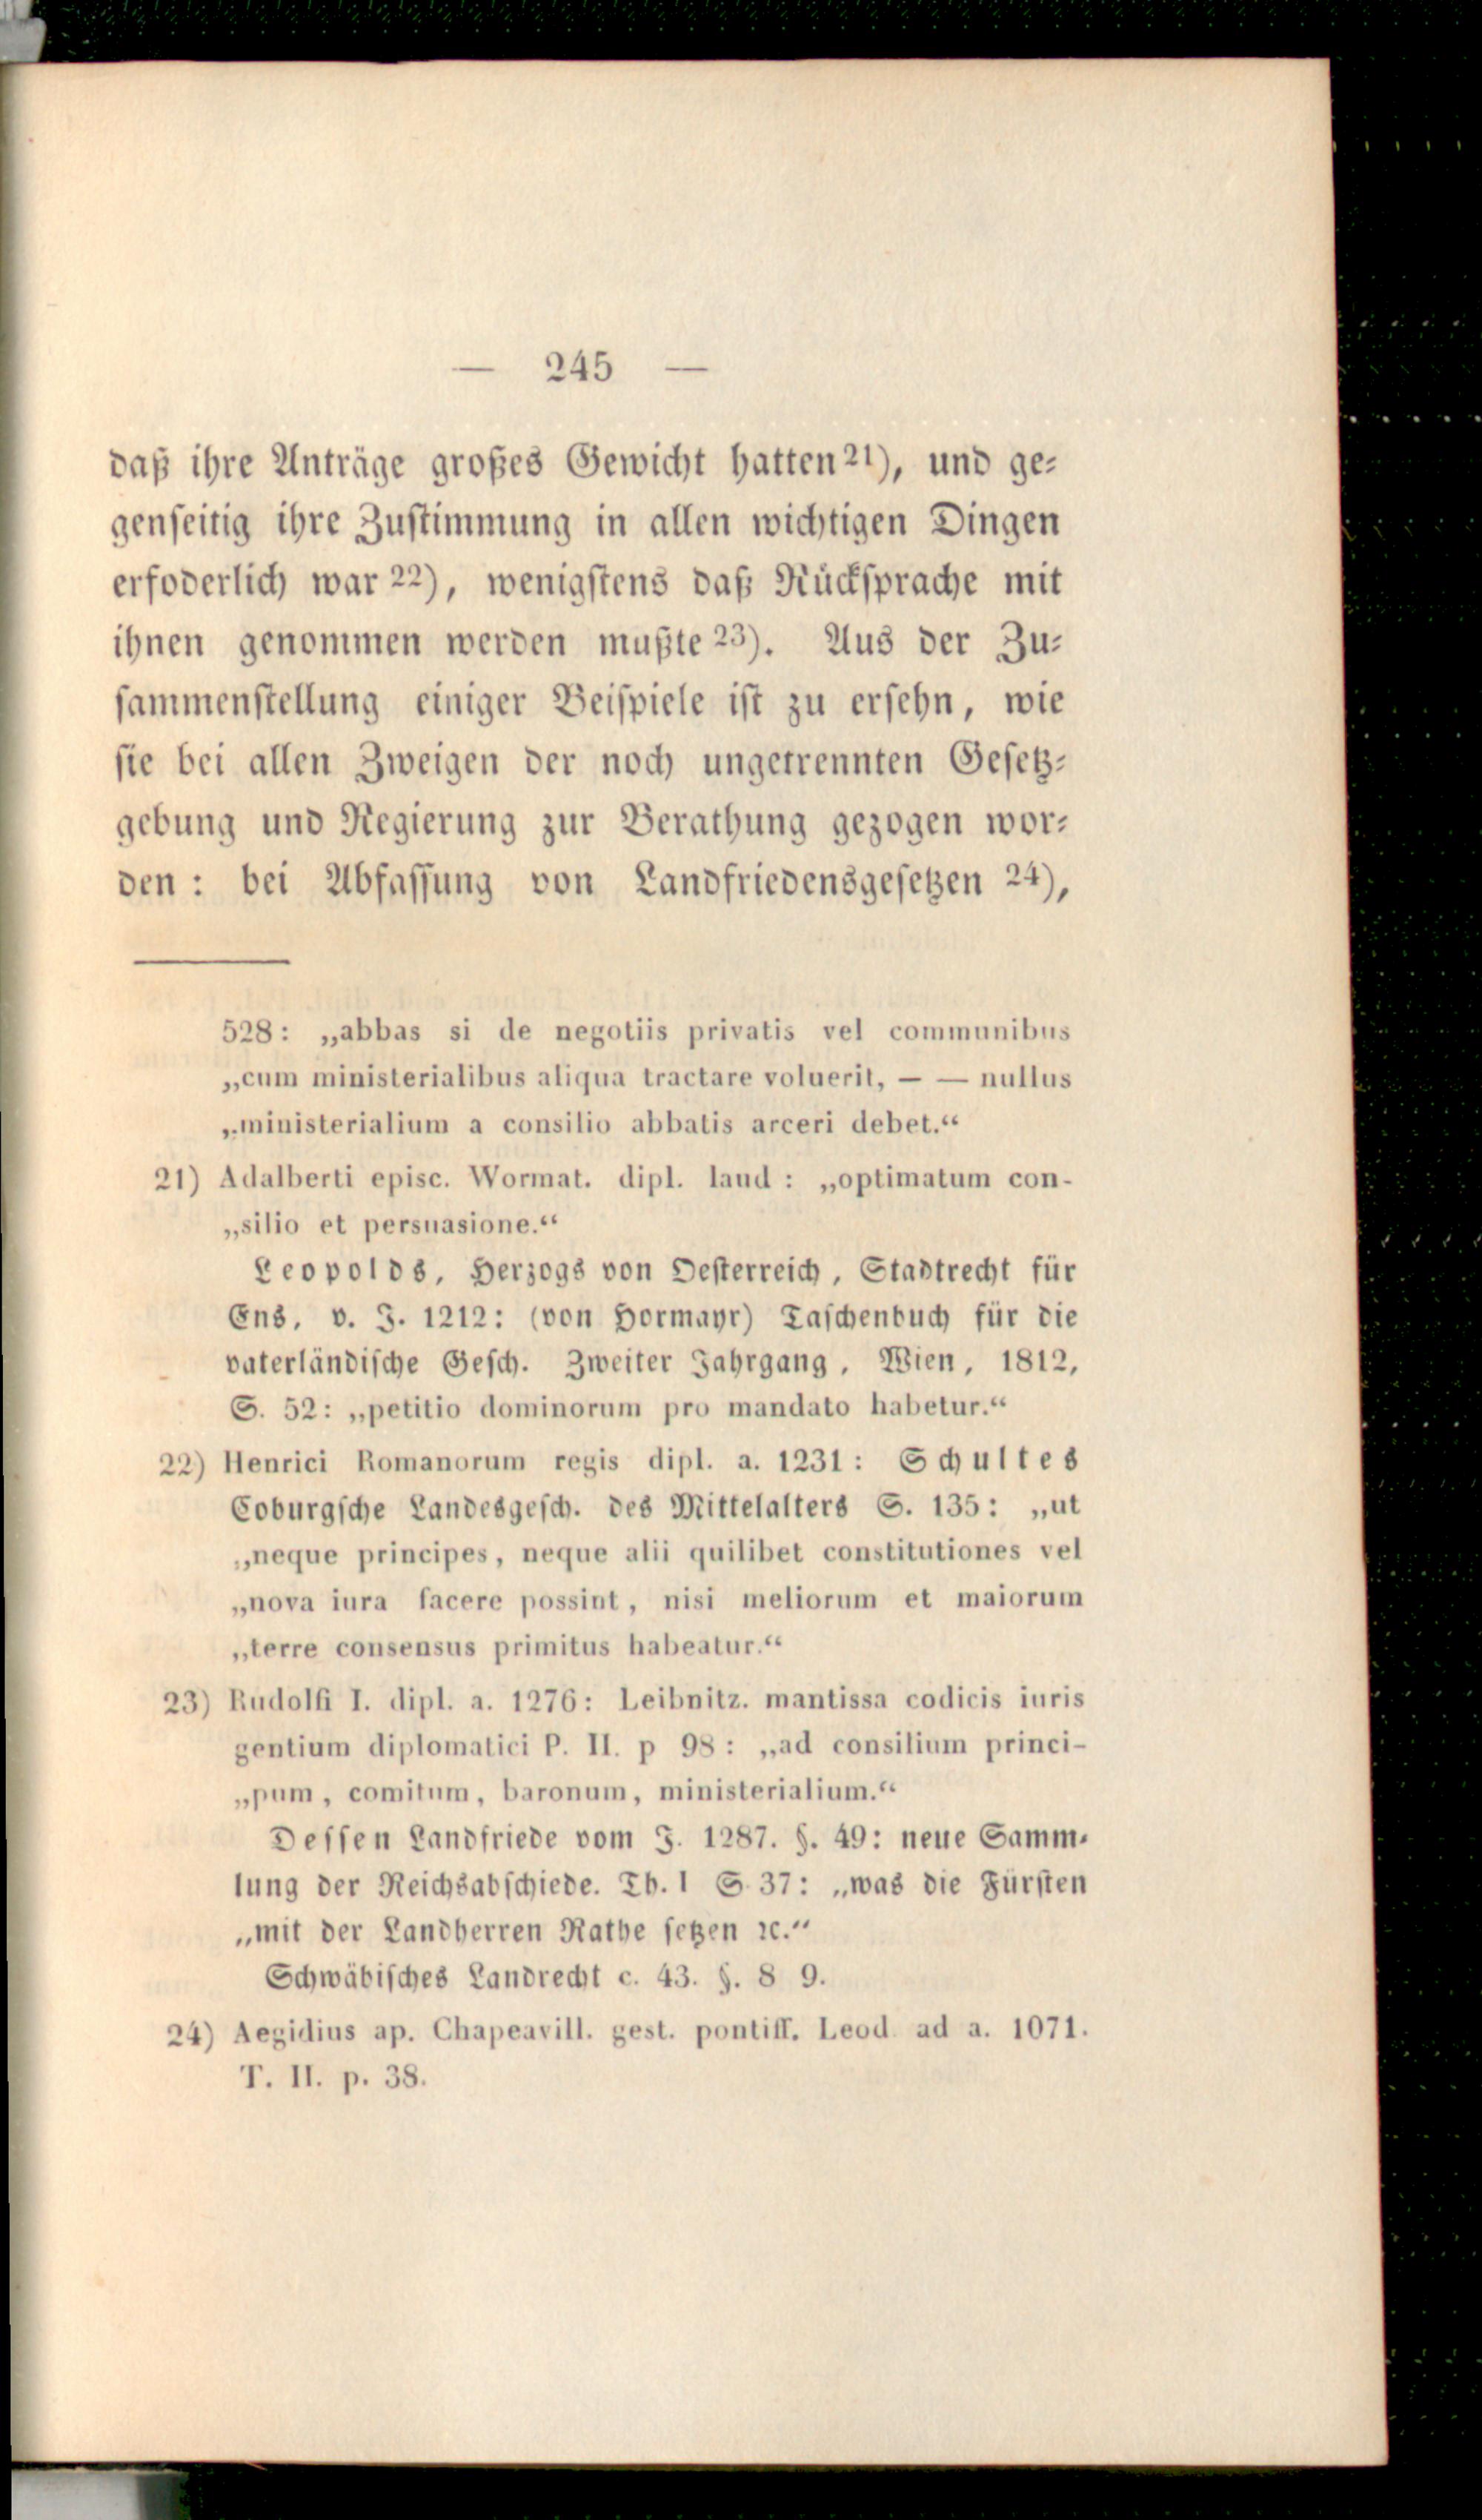 — 245 —
daß ihre Anträge großes Gewicht hatten 21), und ge-
genseitig ihre Zustimmung in allen wichtigen Dingen
erfoderlich war 22), wenigstens daß Rücksprache mit
ihnen genommen werden mußte 23). Aus der Zu-
sammenstellung einiger Beispiele ist zu ersehn, wie
sie bei allen Zweigen der noch ungetrennten Gesetz-
gebung und Regierung zur Berathung gezogen wor-
den: bei Abfassung von Landfriedensgesetzen 24),
528: „abbas si de negotiis privatis vel communibus
„cum ministerialibus aliqua tractare voluerit, — — nullus
„ministerialium a consilio abbatis arceri debet.“
21) Adalberti episc. Wormat. dipl. laud: „optimatum con-
„silio et persuasione.“
Leopolds, Herzogs von Oesterreich, Stadtrecht für
Ens, v. J. 1212: (von Hormayr) Taschenbuch für die
vaterländische Gesch. Zweiter Jahrgang, Wien, 1812,
S. 52: „petitio dominorum pro mandato habetur.“
22) Henrici Romanorum regis dipl. a. 1231: Schultes
Coburgsche Landesgesch. des Mittelalters S. 135: „ut
„neque principes, neque alii quilibet constitutiones vel
„nova iura facere possint, nisi meliorum et maiorum
„terre consensus primitus habeatur.“
23) Rudolfi I. dipl. a. 1276: Leibnitz. mantissa codicis iuris
gentium diplomatici P. II. p 98: „ad consilium princi-
„pum, comitum, baronum, ministerialium.“
Dessen Landfriede vom J. 1287. §. 49: neue Samm-
lung der Reichsabschiede. Th. I S. 37: „was die Fürsten
„mit der Landherren Rathe setzen ꝛc.“
Schwäbisches Landrecht c. 43. §. 8 9.
24) Aegidius ap. Chapeavill. gest. pontiff. Leod. ad a. 1071.
T. II. p. 38.